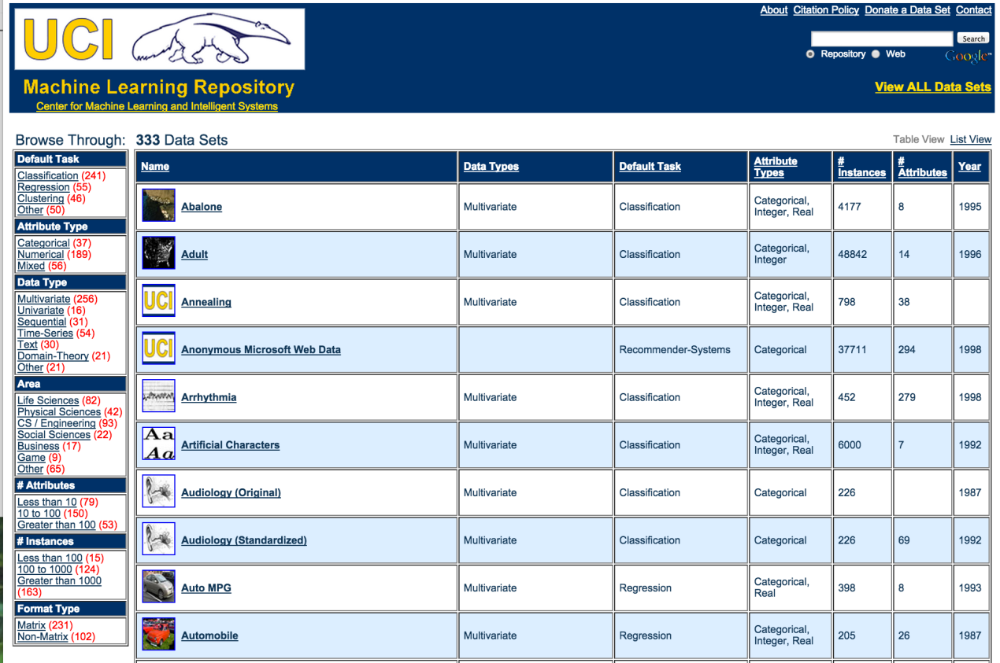 About Citation Policy Donate a Data Set Contact
UCI
Search
Repository Web
Google™
Machine Learning Repository
View ALL Data Sets
Center for Machine Learning and Intelligent Systems
Browse Through:
Default Task
Classification (241)
Regression (55)
Clustering (46)
Other (50)
Attribute Type
Categorical (37)
Numerical (189)
Mixed (56)
Data Type
Multivariate (256)
Univariate (16)
Sequential (31)
Time-Series (54)
Text (30)
Domain-Theory (21)
Other (21)
Area
Life Sciences (82)
Physical Sciences (42)
CS / Engineering (93)
Social Sciences (22)
Business (17)
Game (9)
Other (65)
# Attributes
Less than 10 (79)
10 to 100 (150)
Greater than 100 (53)
# Instances
Less than 100 (15)
100 to 1000 (124)
Greater than 1000
(163)
Format Type
Matrix (231)
Non-Matrix (102)
333 Data Sets
Table View List View
Name Data Types Default Task Attribute Types # Instances # Attributes Year
Abalone Multivariate Classification Categorical, Integer, Real 4177 8 1995
Adult Multivariate Classification Categorical, Integer 48842 14 1996
UCI Annealing Multivariate Classification Categorical, Integer, Real 798 38
UCI Anonymous Microsoft Web Data Recommender-Systems Categorical 37711 294 1998
Arrhythmia Multivariate Classification Categorical, Integer, Real 452 279 1998
Aa Aa Artificial Characters Multivariate Classification Categorical, Integer, Real 6000 7 1992
Audiology (Original) Multivariate Classification Categorical 226 1987
Audiology (Standardized) Multivariate Classification Categorical 226 69 1992
Auto MPG Multivariate Regression Categorical, Real 398 8 1993
Automobile Multivariate Regression Categorical, Integer, Real 205 26 1987